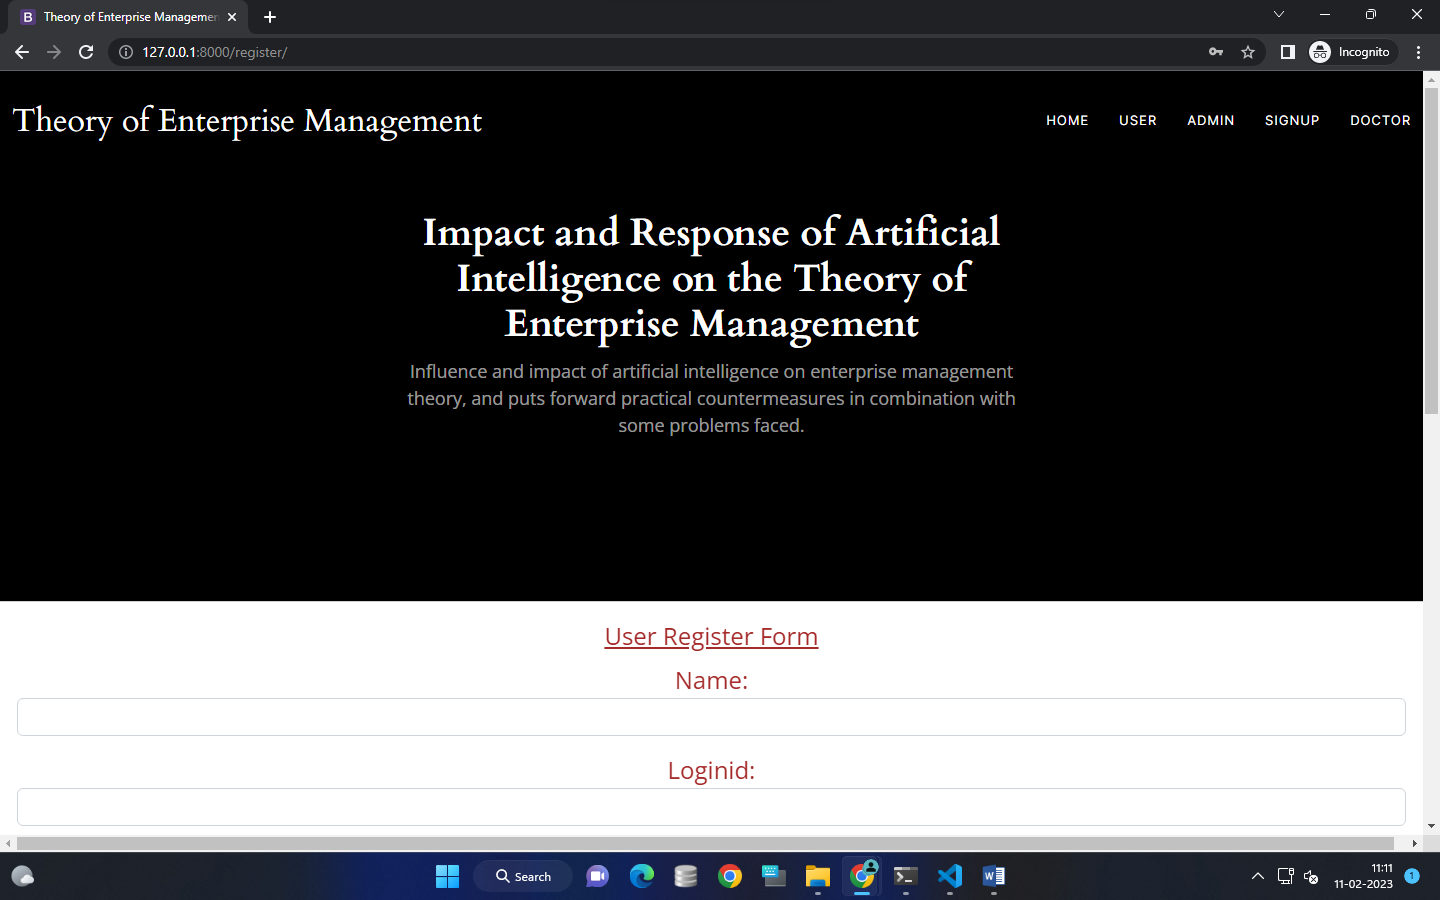 Theory of Enterprise Managemen
127.0.0.1:8000/register/
Incognito
Theory of Enterprise Management
HOME USER ADMIN SIGNUP DOCTOR
Impact and Response of Artificial
Intelligence on the Theory of
Enterprise Management
Influence and impact of artificial intelligence on enterprise management
theory, and puts forward practical countermeasures in combination with
some problems faced.
User Register Form
Name:
Loginid:
Search
11:11
11-02-2023
1